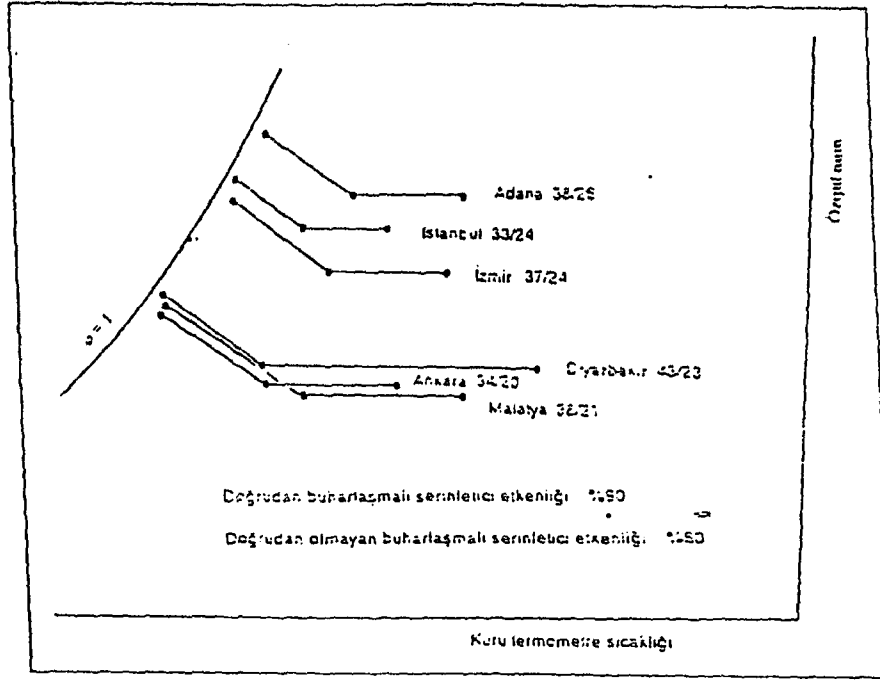 Özgül nem
Adana 38/26
İstanbul 33/24
İzmir 37/24
φ = 1
Diyarbakır 43/23
Ankara 34/20
Malatya 38/21
Doğrudan buharlaşmalı serinletici etkenliği %90
Doğrudan olmayan buharlaşmalı serinletici etkenliği
Kuru termometre sıcaklığı